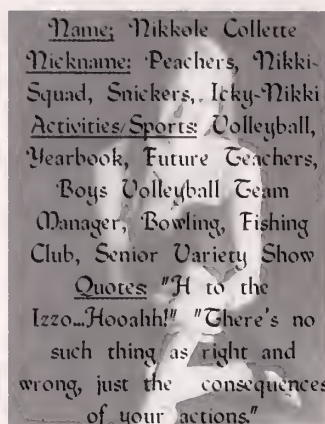 Name: Nikkole Collette
Nickname: Peachers, Nikki-
Squad, Snickers, Icky-Nikki
Activities/Sports: Volleyball,
Yearbook, Future Teachers,
Boys Volleyball Team
Manager, Bowling, Fishing
Club, Senior Variety Show
Quotes: "H to the
Izzo...Hooahh!" "There's no
such thing as right and
wrong, just the consequences
of your actions."